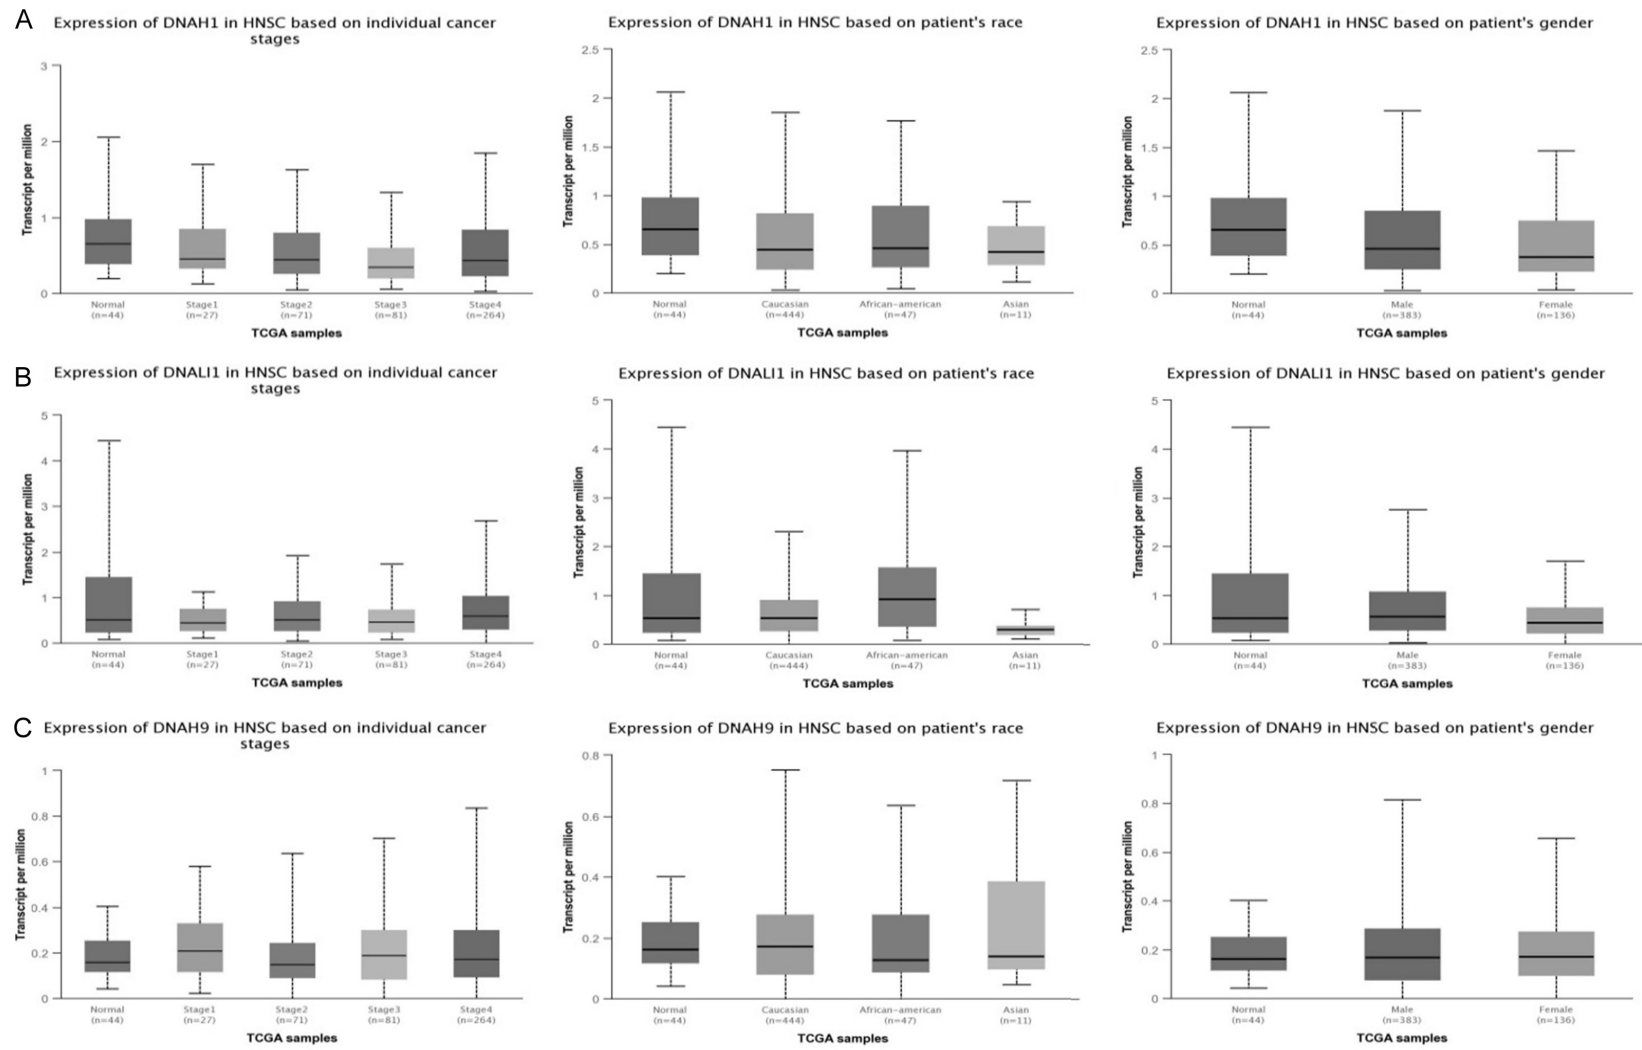 A
Expression of DNAH1 in HNSC based on individual cancer
stages
Transcript per million
3
2
1
0
Normal
(n=44)
Stage1
(n=27)
Stage2
(n=71)
Stage3
(n=81)
Stage4
(n=264)
TCGA samples
Expression of DNAH1 in HNSC based on patient's race
Transcript per million
2.5
2
1.5
1
0.5
0
Normal
(n=44)
Caucasian
(n=444)
African-american
(n=47)
Asian
(n=11)
TCGA samples
Expression of DNAH1 in HNSC based on patient's gender
Transcript per million
2.5
2
1.5
1
0.5
0
Normal
(n=44)
Male
(n=383)
Female
(n=136)
TCGA samples
B
Expression of DNALI1 in HNSC based on individual cancer
stages
Transcript per million
5
4
3
2
1
0
Normal
(n=44)
Stage1
(n=27)
Stage2
(n=71)
Stage3
(n=81)
Stage4
(n=264)
TCGA samples
Expression of DNALI1 in HNSC based on patient's race
Transcript per million
5
4
3
2
1
0
Normal
(n=44)
Caucasian
(n=444)
African-american
(n=47)
Asian
(n=11)
TCGA samples
Expression of DNALI1 in HNSC based on patient's gender
Transcript per million
5
4
3
2
1
0
Normal
(n=44)
Male
(n=383)
Female
(n=136)
TCGA samples
C
Expression of DNAH9 in HNSC based on individual cancer
stages
Transcript per million
1
0.8
0.6
0.4
0.2
0
Normal
(n=44)
Stage1
(n=27)
Stage2
(n=71)
Stage3
(n=81)
Stage4
(n=264)
TCGA samples
Expression of DNAH9 in HNSC based on patient's race
Transcript per million
0.8
0.6
0.4
0.2
0
Normal
(n=44)
Caucasian
(n=444)
African-american
(n=47)
Asian
(n=11)
TCGA samples
Expression of DNAH9 in HNSC based on patient's gender
Transcript per million
1
0.8
0.6
0.4
0.2
0
Normal
(n=44)
Male
(n=383)
Female
(n=136)
TCGA samples